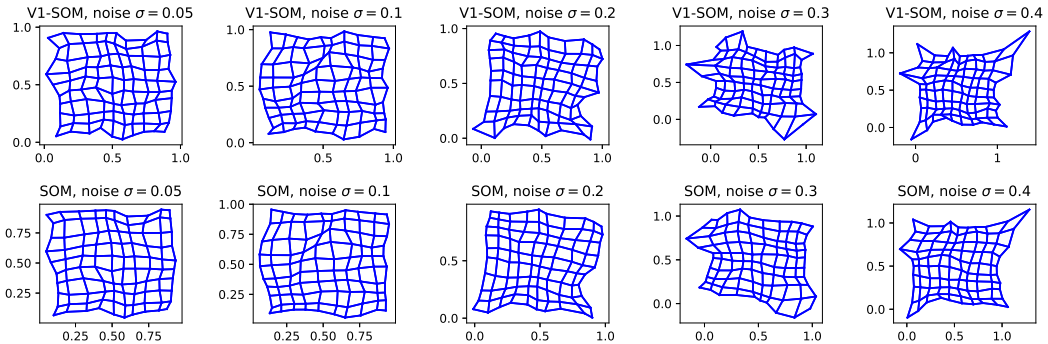 V1-SOM, noise σ = 0.05
1.0
0.5
0.0
0.0 0.5 1.0
V1-SOM, noise σ = 0.1
1.0
0.5
0.0
0.5 1.0
V1-SOM, noise σ = 0.2
1.0
0.5
0.0
0.0 0.5 1.0
V1-SOM, noise σ = 0.3
1.0
0.5
0.0
0.0 0.5 1.0
V1-SOM, noise σ = 0.4
1.0
0.5
0.0
0 1
SOM, noise σ = 0.05
0.75
0.50
0.25
0.25 0.50 0.75
SOM, noise σ = 0.1
1.00
0.75
0.50
0.25
0.0 0.5 1.0
SOM, noise σ = 0.2
0.5
0.0
0.0 0.5 1.0
SOM, noise σ = 0.3
1.0
0.5
0.0
0.0 0.5 1.0
SOM, noise σ = 0.4
1.0
0.5
0.0
0.0 0.5 1.0